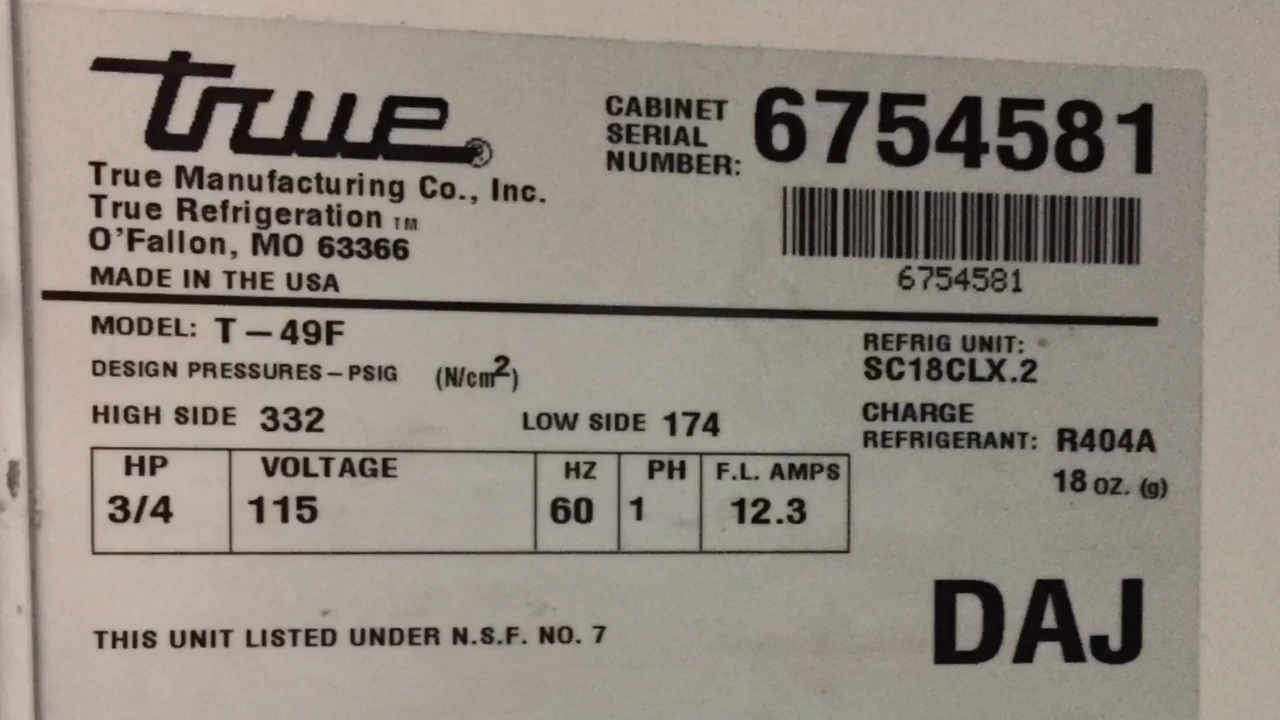 true®
True Manufacturing Co., Inc.
True Refrigeration TM
O'Fallon, MO 63366
MADE IN THE USA
CABINET
SERIAL
NUMBER: 6754581
6754581
MODEL: T-49F
DESIGN PRESSURES-PSIG (N/cm²)
HIGH SIDE 332 LOW SIDE 174
REFRIG UNIT:
SC18CLX.2
CHARGE
REFRIGERANT: R404A
18 oz. (g)
HP VOLTAGE HZ PH F.L. AMPS
3/4 115 60 1 12.3
THIS UNIT LISTED UNDER N.S.F. NO. 7
DAJ